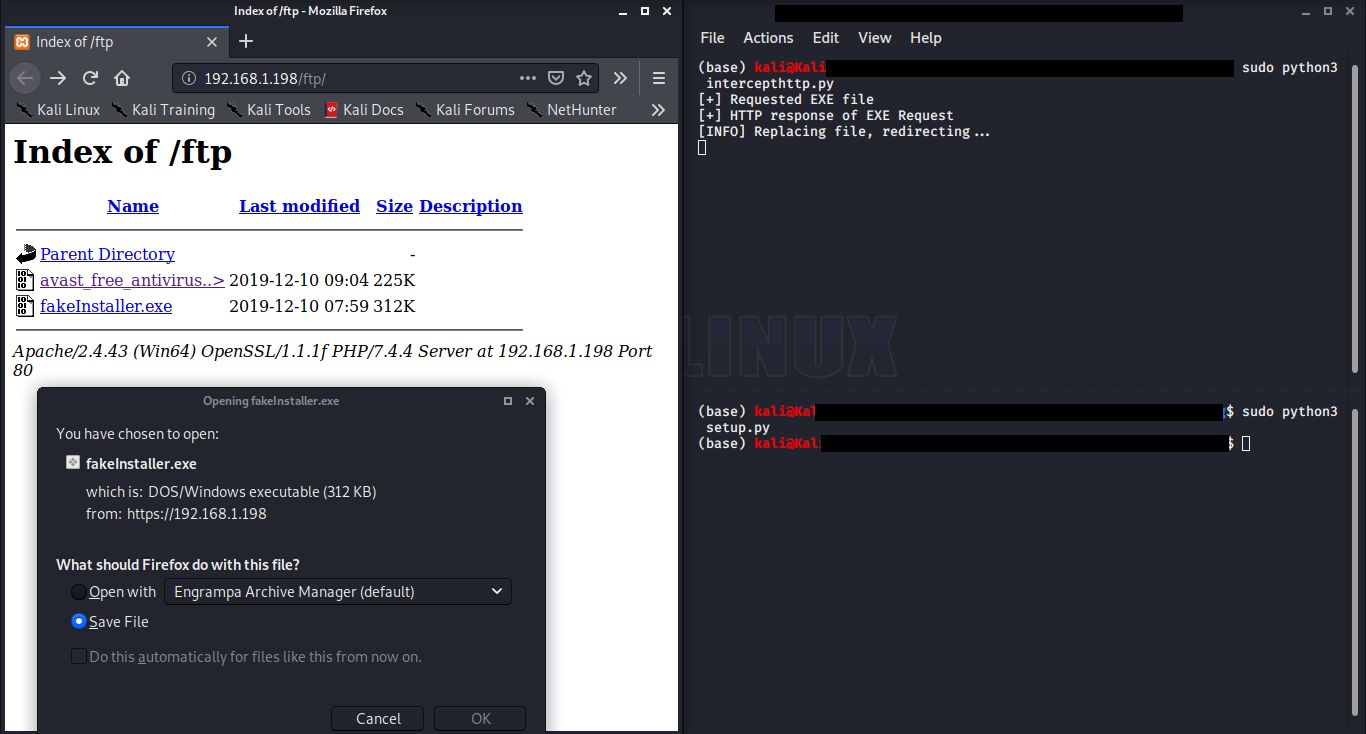 Index of /ftp - Mozilla Firefox
Index of /ftp
192.168.1.198/ftp/
Kali Linux Kali Training Kali Tools Kali Docs Kali Forums NetHunter
Index of /ftp
Name Last modified Size Description
Parent Directory -
avast_free_antivirus..> 2019-12-10 09:04 225K
fakeInstaller.exe 2019-12-10 07:59 312K
Apache/2.4.43 (Win64) OpenSSL/1.1.1f PHP/7.4.4 Server at 192.168.1.198 Port
80
Opening fakeInstaller.exe
You have chosen to open:
fakeInstaller.exe
which is: DOS/Windows executable (312 KB)
from: https://192.168.1.198
What should Firefox do with this file?
Open with Engrampa Archive Manager (default)
Save File
Do this automatically for files like this from now on.
Cancel OK
File Actions Edit View Help
(base) kali@Kali sudo python3
intercepthttp.py
[+] Requested EXE file
[+] HTTP response of EXE Request
[INFO] Replacing file, redirecting...
LINUX
(base) kali@Kal $ sudo python3
setup.py
(base) kali@Kali $